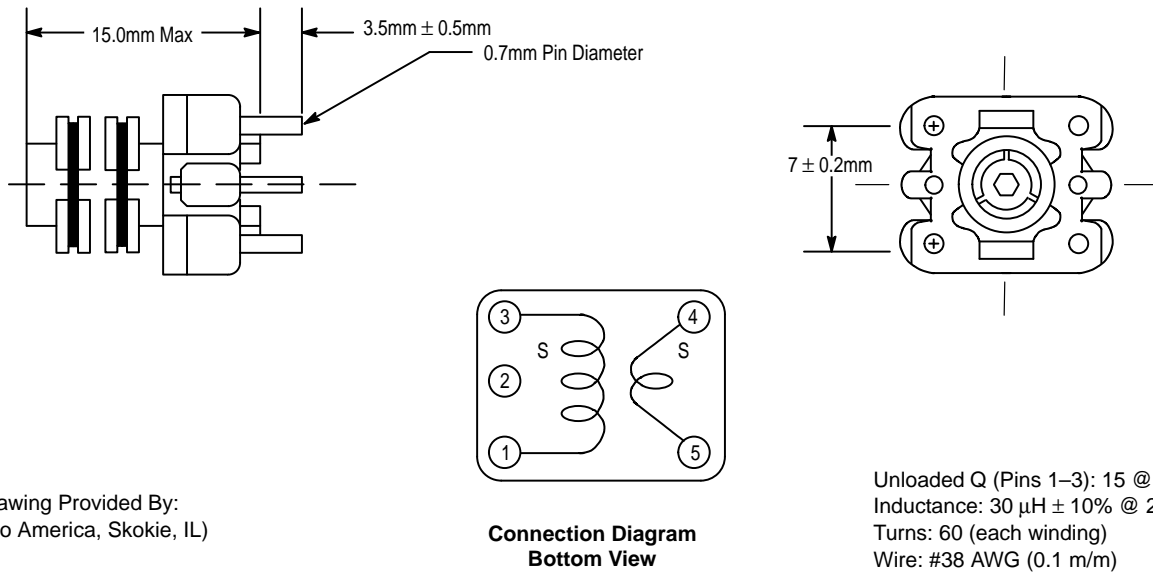 15.0mm Max
3.5mm ± 0.5mm
0.7mm Pin Diameter
7 ± 0.2mm
3
4
S
S
2
1
5
Provided By:
America, Skokie, IL)
Connection Diagram
Bottom View
Unloaded Q (Pins 1–3): 15 @
Inductance: 30 μH ± 10% @
Turns: 60 (each winding)
Wire: #38 AWG (0.1 m/m)